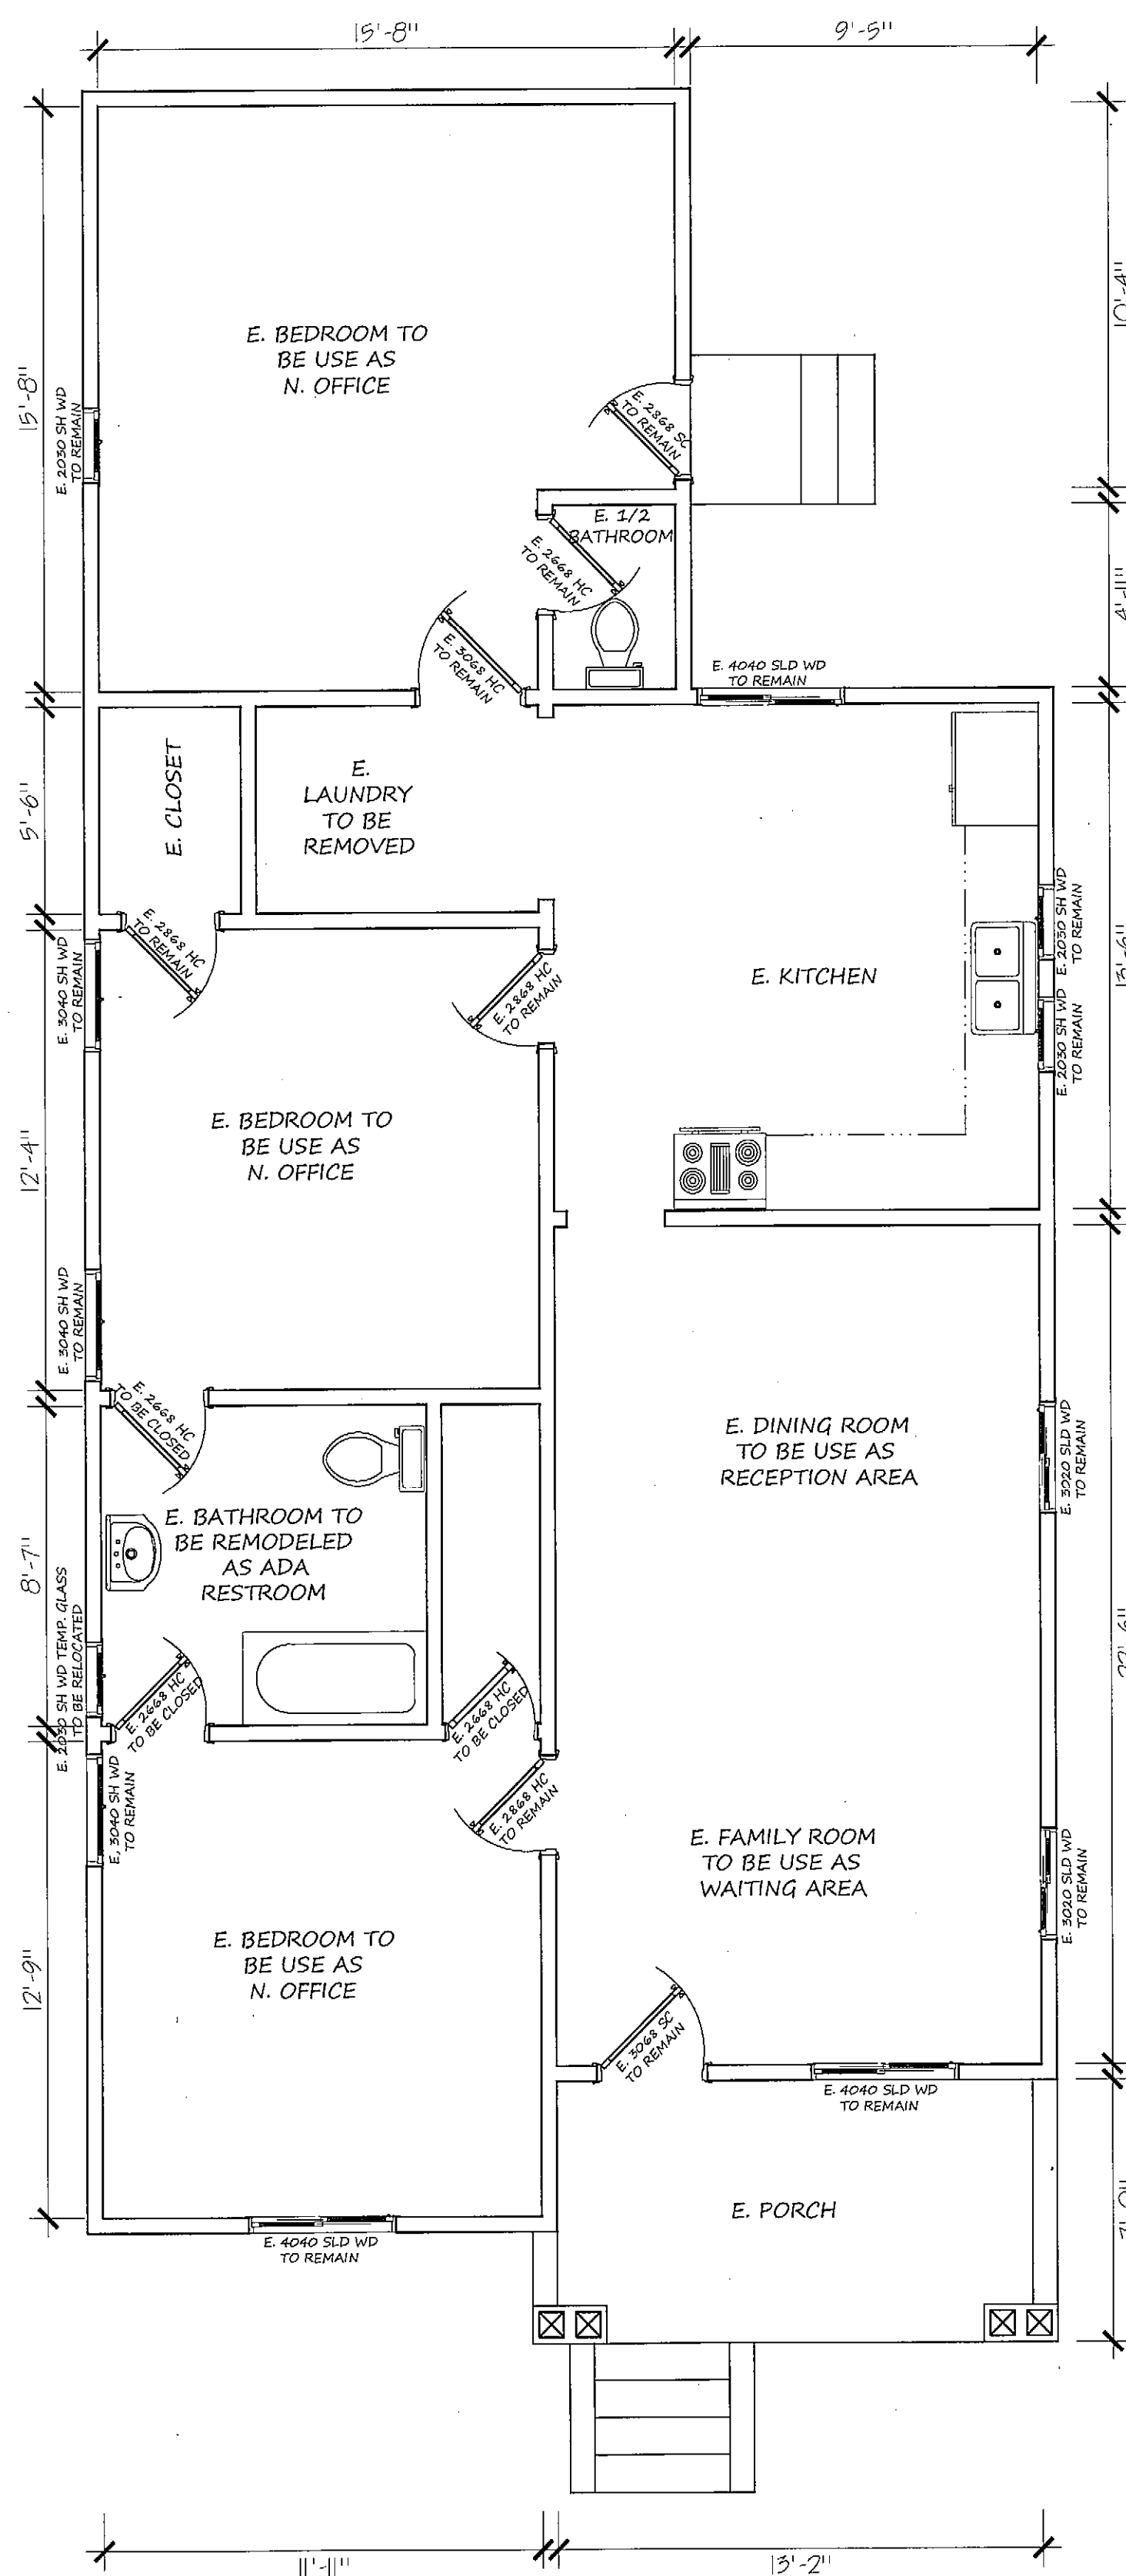 15'-8"
9'-5"
10'-4"
E. BEDROOM TO
BE USE AS
N. OFFICE
15'-8"
E. 2030 SH WD
TO REMAIN
E. 2868 SC
TO REMAIN
E. 1/2
BATHROOM
E. 2668 HC
TO REMAIN
4'-11"
E. 3068 HC
TO REMAIN
E. 4040 SLD WD
TO REMAIN
E. CLOSET
E.
LAUNDRY
TO BE
REMOVED
5'-6"
E. 2868 HC
TO REMAIN
E. 3040 SH WD
TO REMAIN
E. 2868 HC
TO REMAIN
E. KITCHEN
E. 2030 SH WD
TO REMAIN
E. 2030 SH WD
TO REMAIN
13'-6"
E. BEDROOM TO
BE USE AS
N. OFFICE
12'-4"
E. 3040 SH WD
TO REMAIN
E. 2668 HC
TO BE CLOSED
E. DINING ROOM
TO BE USE AS
RECEPTION AREA
E. 3020 SLD WD
TO REMAIN
E. BATHROOM TO
BE REMODELED
AS ADA
RESTROOM
8'-7"
E. 2030 SH WD TEMP. GLASS
TO BE RELOCATED
E. 2668 HC
TO BE CLOSED
E. 2668 HC
TO BE CLOSED
22'-6"
E. 3040 SH WD
TO REMAIN
E. 2868 HC
TO REMAIN
E. FAMILY ROOM
TO BE USE AS
WAITING AREA
E. 3020 SLD WD
TO REMAIN
E. BEDROOM TO
BE USE AS
N. OFFICE
12'-9"
E. 3068 SC
TO REMAIN
E. 4040 SLD WD
TO REMAIN
E. PORCH
7'-0"
E. 4040 SLD WD
TO REMAIN
11'-11"
13'-2"